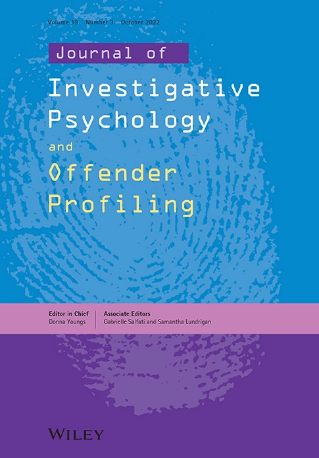 Volume 19 Number 3 October 2022
Journal of
Investigative
Psychology
and
Offender
Profiling
Editor in Chief
Donna Youngs
Associate Editors
Gabrielle Salfati and Samantha Lundrigan
WILEY